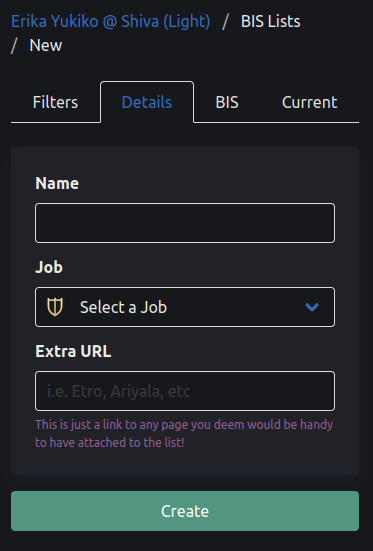 Erika Yukiko @ Shiva (Light) / BIS Lists
/ New
Filters Details BIS Current
Name
Job
Select a Job
Extra URL
i.e. Etro, Ariyala, etc
This is just a link to any page you deem would be handy
to have attached to the list!
Create